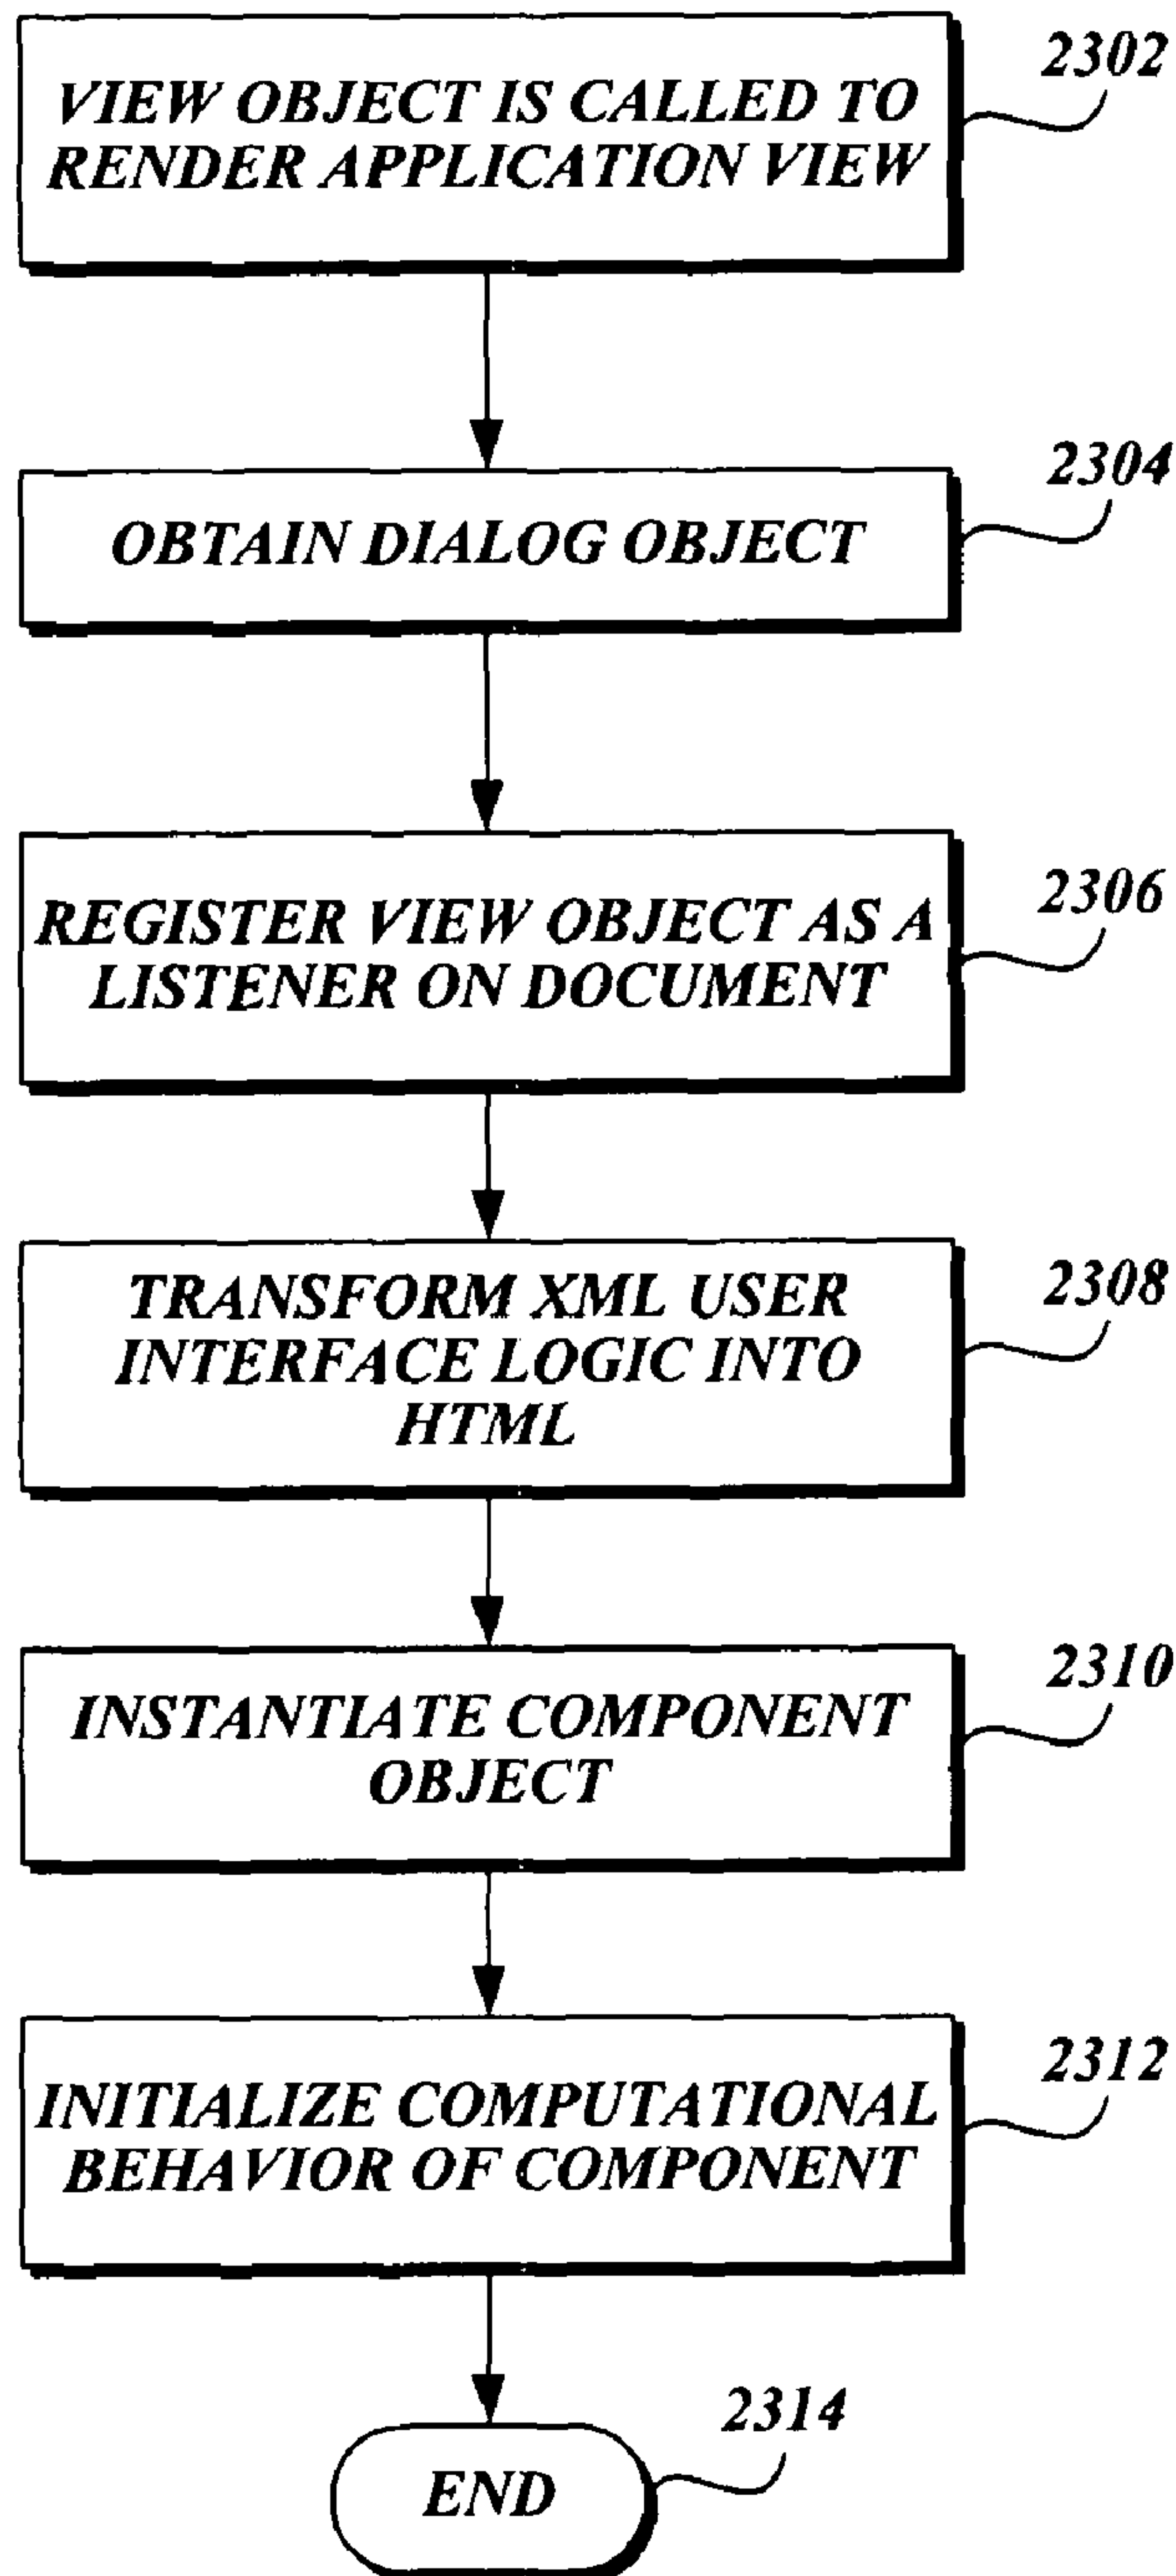 2302
VIEW OBJECT IS CALLED TO
RENDER APPLICATION VIEW
2304
OBTAIN DIALOG OBJECT
2306
REGISTER VIEW OBJECT AS A
LISTENER ON DOCUMENT
2308
TRANSFORM XML USER
INTERFACE LOGIC INTO
HTML
2310
INSTANTIATE COMPONENT
OBJECT
2312
INITIALIZE COMPUTATIONAL
BEHAVIOR OF COMPONENT
2314
END